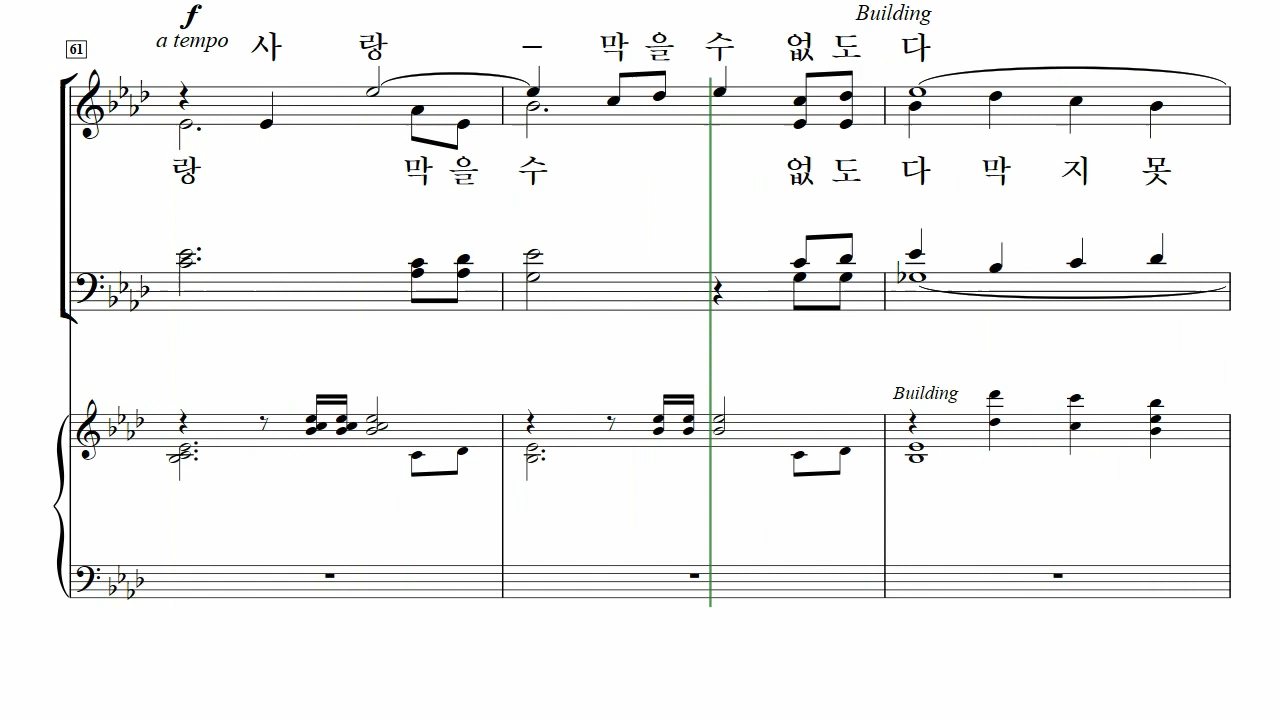 f
Building
a tempo
61
사 랑 – 막 을 수 없 도 다
랑 막 을 수 없 도 다 막 지 못
Building